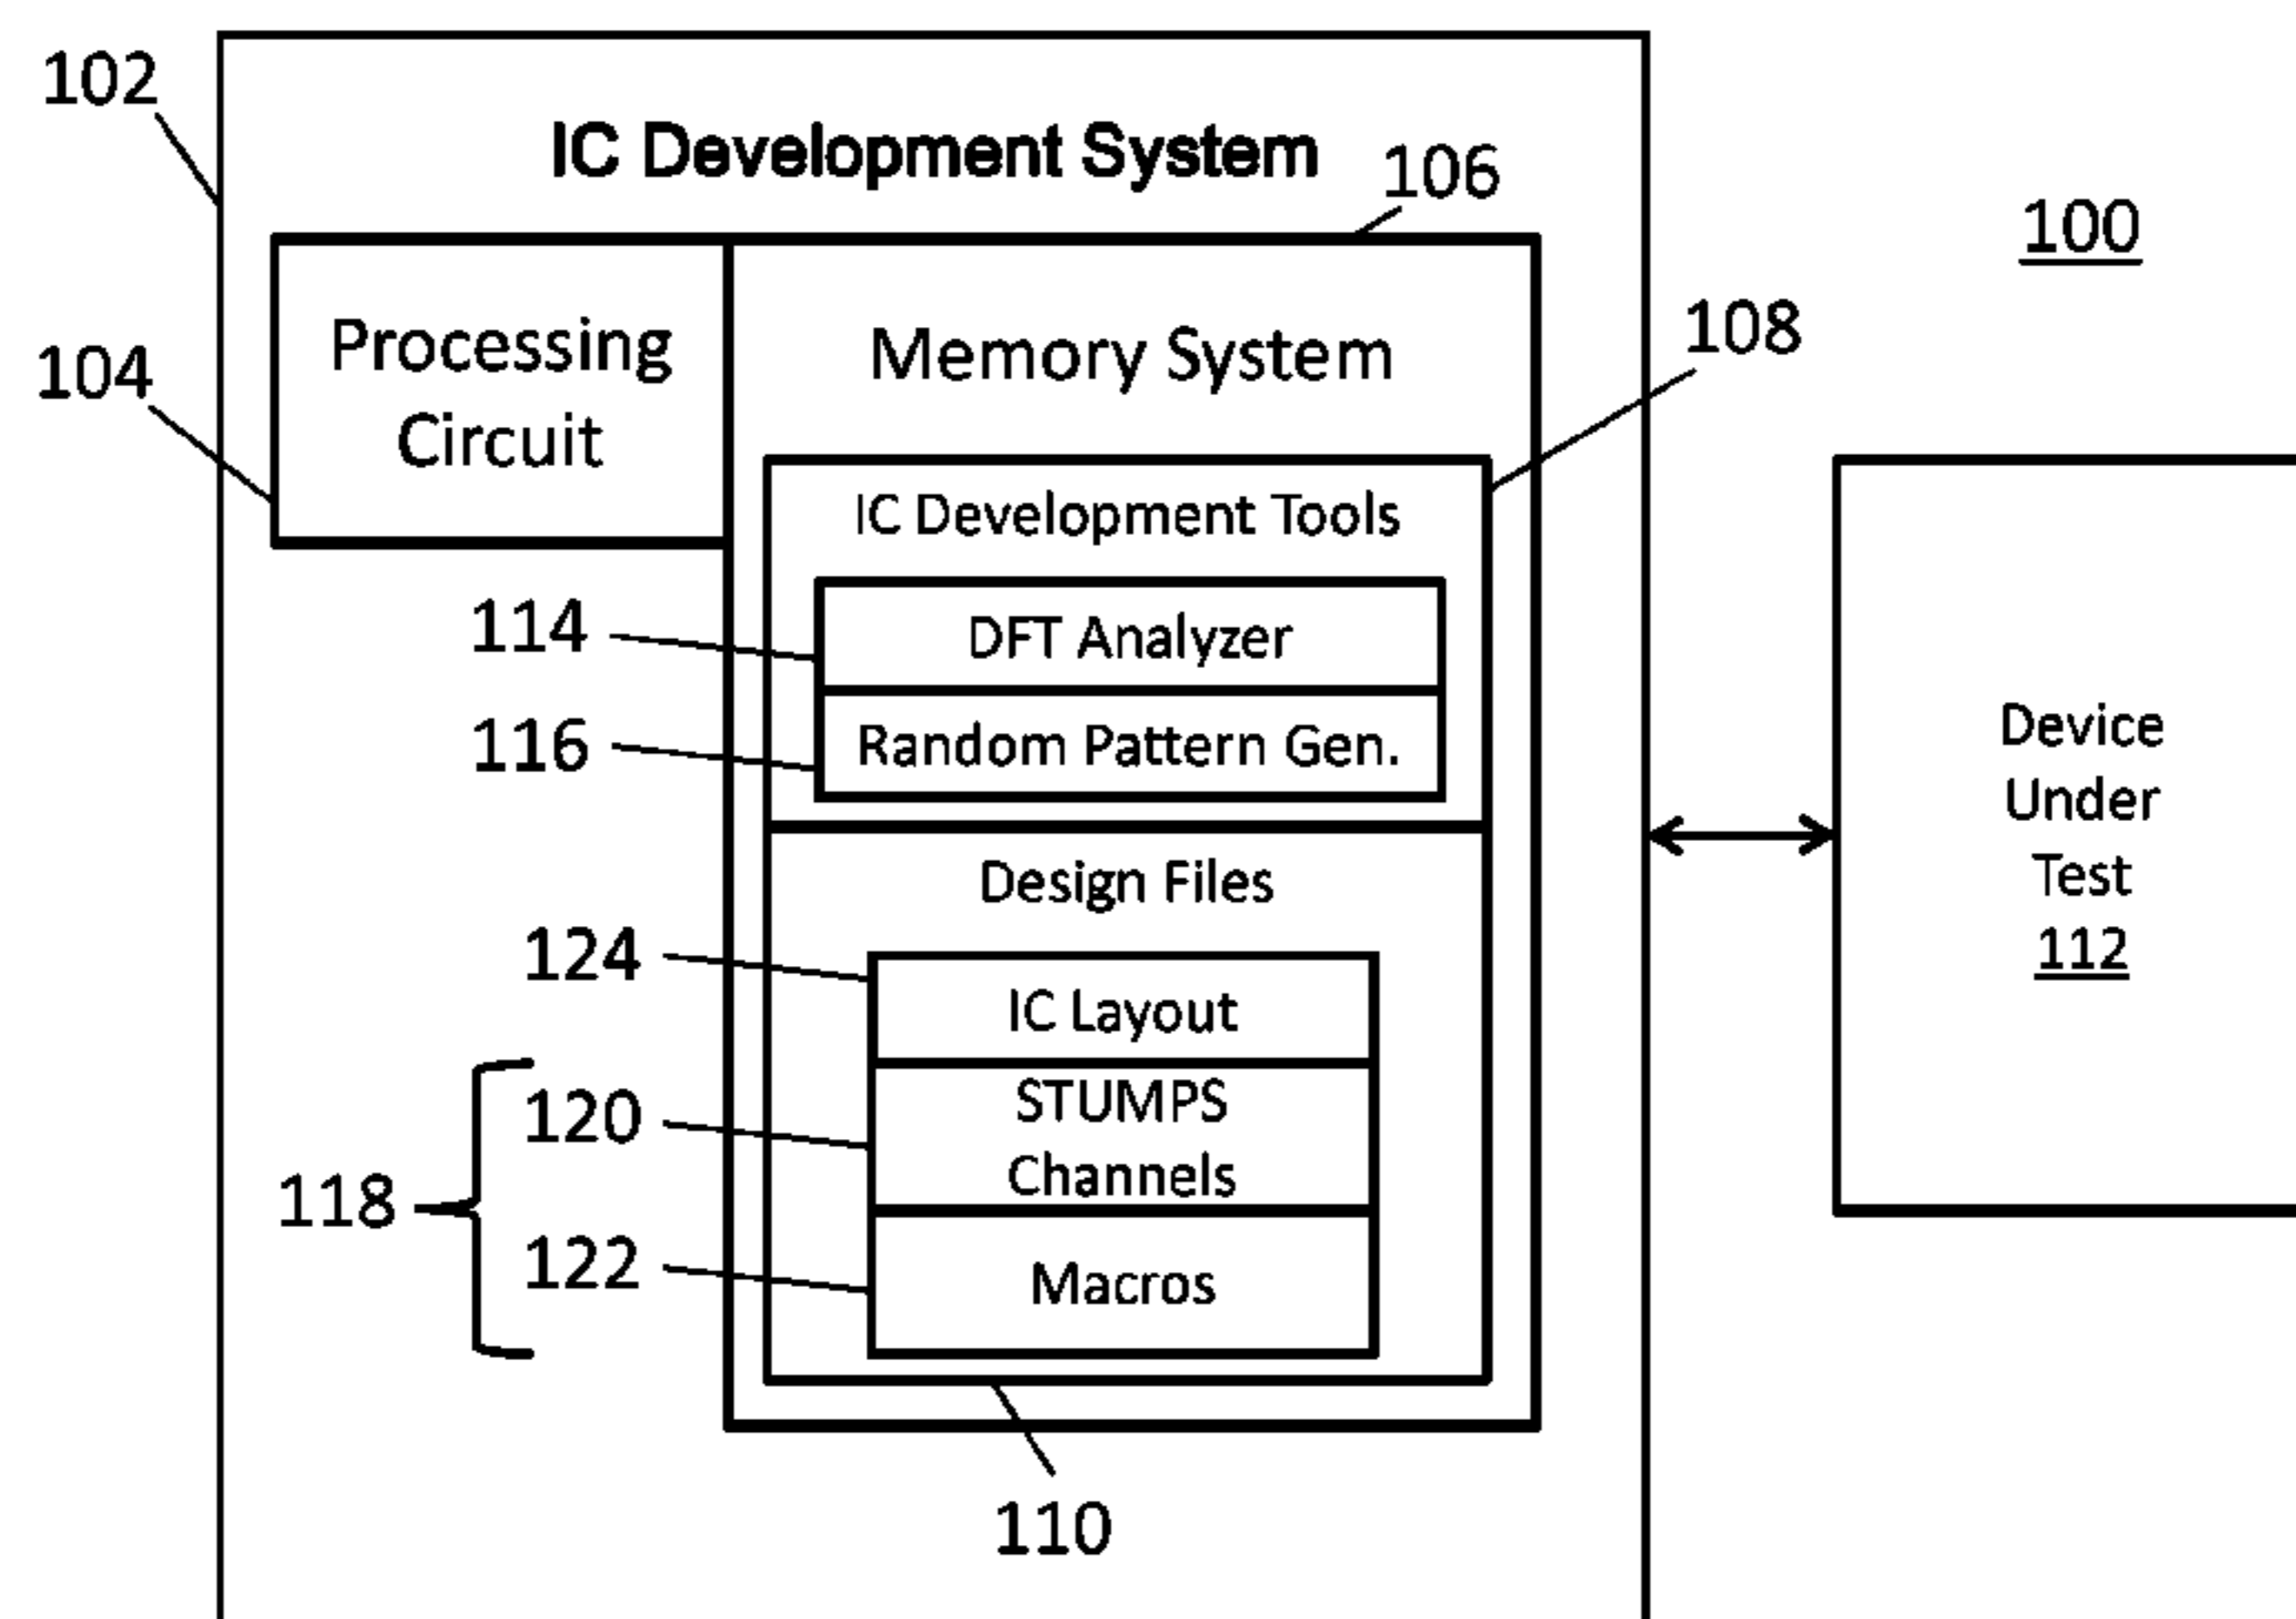 102
IC Development System
106
100
Processing
Circuit
104
Memory System
108
IC Development Tools
114
DFT Analyzer
116
Random Pattern Gen.
Device
Under
Test
112
Design Files
124
IC Layout
120
STUMPS
Channels
118
122
Macros
110